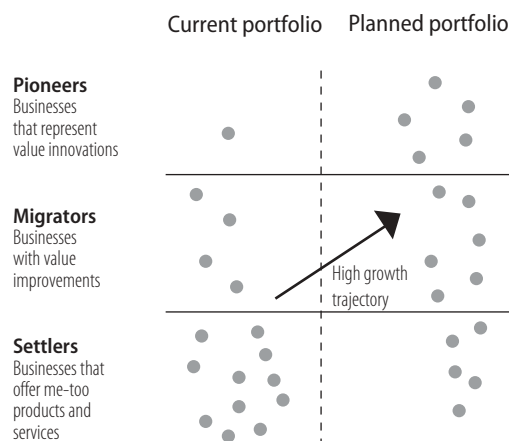 Current portfolio Planned portfolio
Pioneers
Businesses
that represent
value innovations
Migrators
Businesses
with value
improvements
High growth
trajectory
Settlers
Businesses that
offer me-too
products and
services